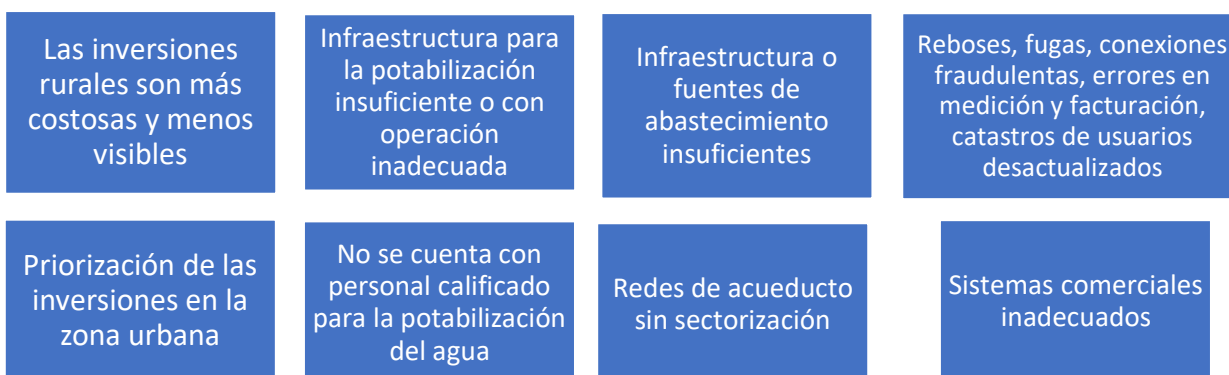 Las inversiones
rurales son más
costosas y menos
visibles
Infraestructura para
la potabilización
insuficiente o con
operación
inadecuada
Infraestructura o
fuentes de
abastecimiento
insuficientes
Reboses, fugas, conexiones
fraudulentas, errores en
medición y facturación,
catastros de usuarios
desactualizados
Priorización de las
inversiones en la
zona urbana
No se cuenta con
personal calificado
para la potabilización
del agua
Redes de acueducto
sin sectorización
Sistemas comerciales
inadecuados